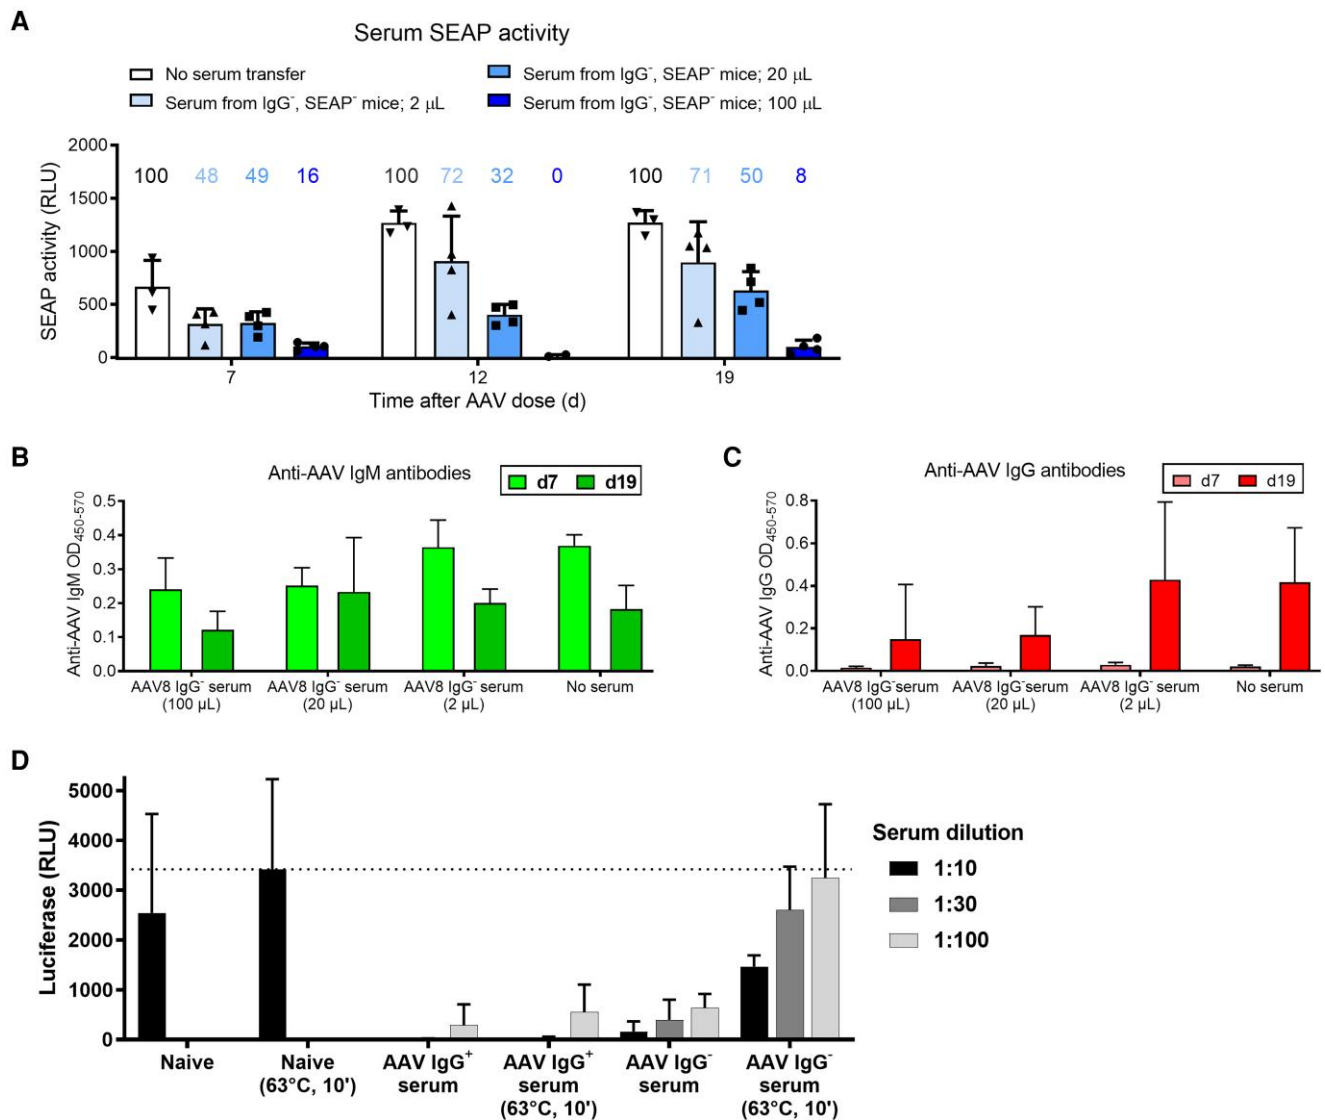 A
Serum SEAP activity
No serum transfer
Serum from IgG⁻, SEAP⁻ mice; 2 µL
Serum from IgG⁻, SEAP⁻ mice; 20 µL
Serum from IgG⁻, SEAP⁻ mice; 100 µL
SEAP activity (RLU)
2000
1500
1000
500
0
100 48 49 16 100 72 32 0 100 71 50 8
7 12 19
Time after AAV dose (d)
B
Anti-AAV IgM antibodies
d7 d19
Anti-AAV IgM OD450-570
0.5
0.4
0.3
0.2
0.1
0.0
AAV8 IgG⁻ serum
(100 µL)
AAV8 IgG⁻ serum
(20 µL)
AAV8 IgG⁻ serum
(2 µL)
No serum
C
Anti-AAV IgG antibodies
d7 d19
Anti-AAV IgG OD450-570
0.8
0.6
0.4
0.2
0.0
AAV8 IgG⁻serum
(100 µL)
AAV8 IgG⁻serum
(20 µL)
AAV8 IgG⁻serum
(2 µL)
No serum
D
Luciferase (RLU)
5000
4000
3000
2000
1000
0
Naive
Naive
(63°C, 10')
AAV IgG⁺
serum
AAV IgG⁺
serum
(63°C, 10')
AAV IgG⁻
serum
AAV IgG⁻
serum
(63°C, 10')
Serum dilution
1:10
1:30
1:100